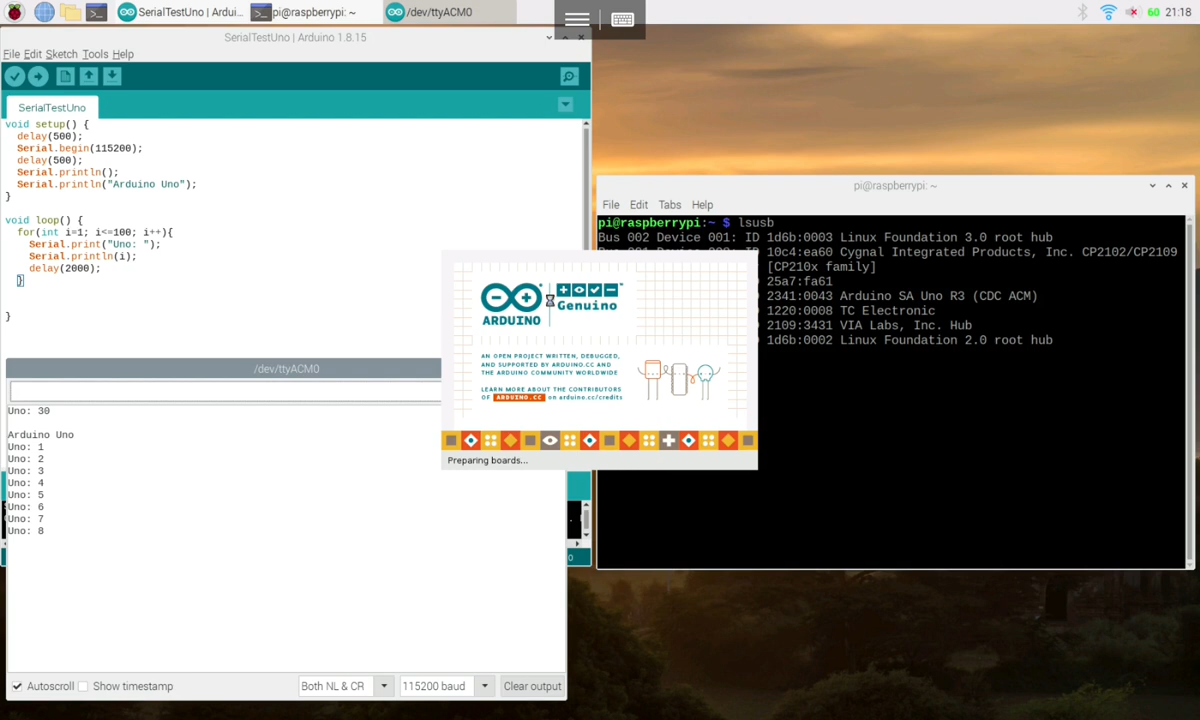 SerialTestUno | Ardui...
pi@raspberrypi: ~
/dev/ttyACM0
60 21:18
SerialTestUno | Arduino 1.8.15
File Edit Sketch Tools Help
SerialTestUno
void setup() {
delay(500);
Serial.begin(115200);
delay(500);
Serial.println();
Serial.println("Arduino Uno");
}
void loop() {
for(int i=1; i<=100; i++){
Serial.print("Uno: ");
Serial.println(i);
delay(2000);
}
}
/dev/ttyACM0
Uno: 30
Arduino Uno
Uno: 1
Uno: 2
Uno: 3
Uno: 4
Uno: 5
Uno: 6
Uno: 7
Uno: 8
Autoscroll Show timestamp Both NL & CR 115200 baud Clear output
ARDUINO
Genuino
AN OPEN PROJECT WRITTEN, DEBUGGED,
AND SUPPORTED BY ARDUINO.CC AND
THE ARDUINO COMMUNITY WORLDWIDE
LEARN MORE ABOUT THE CONTRIBUTORS
OF ARDUINO.CC on arduino.cc/credits
Preparing boards...
pi@raspberrypi: ~
File Edit Tabs Help
pi@raspberrypi:~ $ lsusb
Bus 002 Device 001: ID 1d6b:0003 Linux Foundation 3.0 root hub
10c4:ea60 Cygnal Integrated Products, Inc. CP2102/CP2109
[CP210x family]
25a7:fa61
2341:0043 Arduino SA Uno R3 (CDC ACM)
1220:0008 TC Electronic
2109:3431 VIA Labs, Inc. Hub
1d6b:0002 Linux Foundation 2.0 root hub